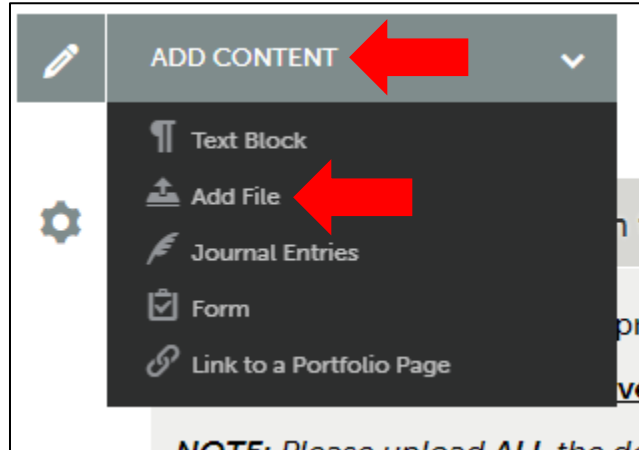 ADD CONTENT
Text Block
Add File
Journal Entries
Form
Link to a Portfolio Page
NOTE: Please upload ALL the